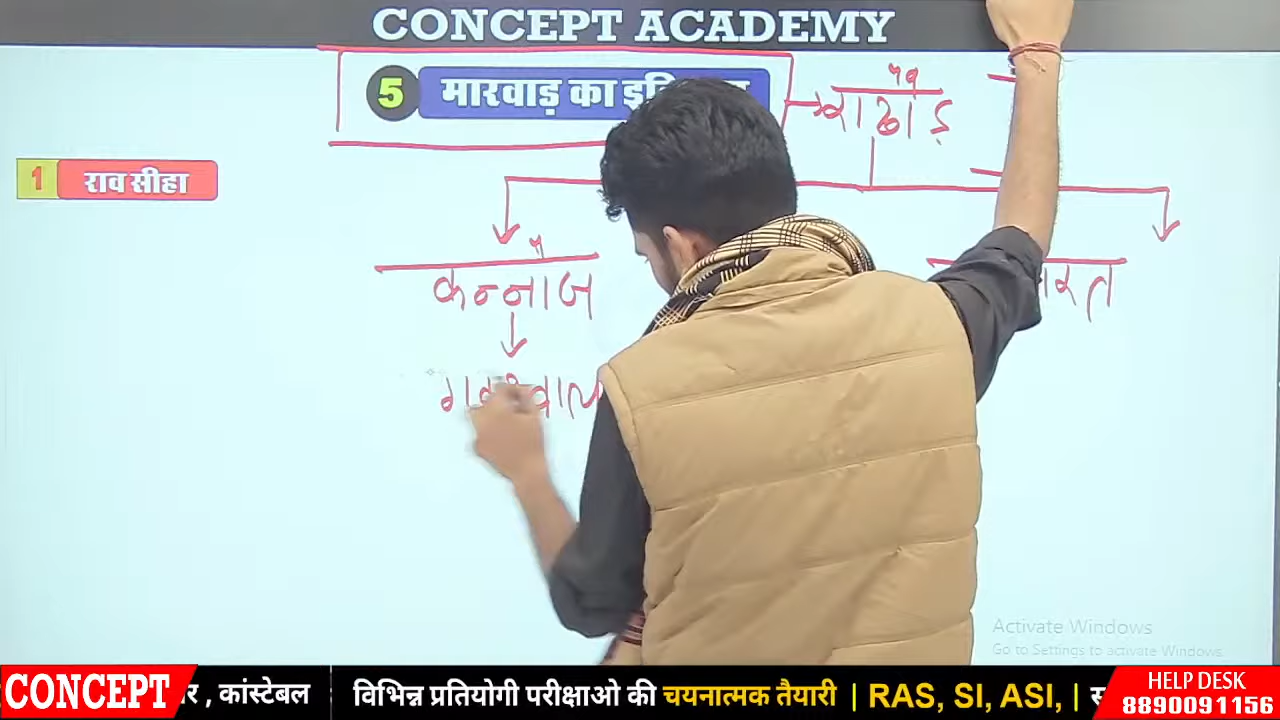 CONCEPT ACADEMY
5 मारवाड़ का
राठौड़
1 राव सीहा
कन्नौज
CONCEPT
र , कांस्टेबल
विभिन्न प्रतियोगी परीक्षाओ की चयनात्मक तैयारी | RAS, SI, ASI, |
HELP DESK
8890091156
Activate Windows
Go to Settings to activate Windows.